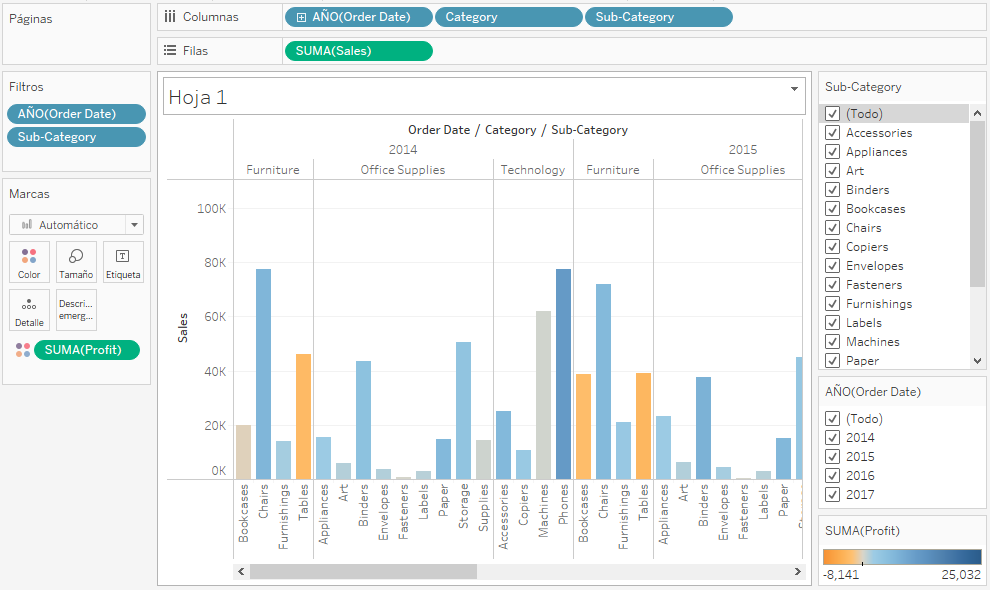 Páginas
Columnas
AÑO(Order Date)
Category
Sub-Category
Filas
SUMA(Sales)
Filtros
AÑO(Order Date)
Sub-Category
Marcas
Automático
Color
Tamaño
Etiqueta
Detalle
Descri...
emerg...
SUMA(Profit)
Hoja 1
Order Date / Category / Sub-Category
2014
2015
Furniture
Office Supplies
Technology
Furniture
Office Supplies
Sales
100K
80K
60K
40K
20K
0K
Bookcases
Chairs
Furnishings
Tables
Appliances
Art
Binders
Envelopes
Fasteners
Labels
Paper
Storage
Supplies
Accessories
Copiers
Machines
Phones
Bookcases
Chairs
Furnishings
Tables
Appliances
Art
Binders
Envelopes
Fasteners
Labels
Paper
Sub-Category
(Todo)
Accessories
Appliances
Art
Binders
Bookcases
Chairs
Copiers
Envelopes
Fasteners
Furnishings
Labels
Machines
Paper
AÑO(Order Date)
(Todo)
2014
2015
2016
2017
SUMA(Profit)
-8,141
25,032